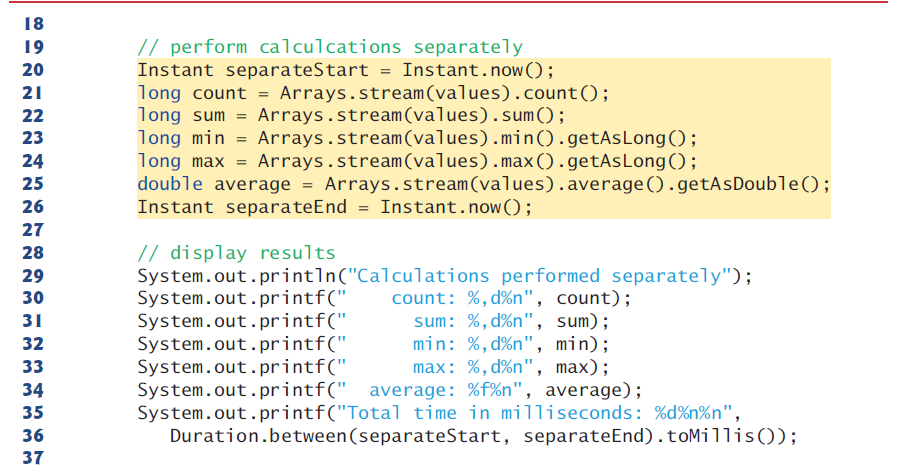 18
19 // perform calculcations separately
20 Instant separateStart = Instant.now();
21 long count = Arrays.stream(values).count();
22 long sum = Arrays.stream(values).sum();
23 long min = Arrays.stream(values).min().getAsLong();
24 long max = Arrays.stream(values).max().getAsLong();
25 double average = Arrays.stream(values).average().getAsDouble();
26 Instant separateEnd = Instant.now();
27
28 // display results
29 System.out.println("Calculations performed separately");
30 System.out.printf("    count: %,d%n", count);
31 System.out.printf("      sum: %,d%n", sum);
32 System.out.printf("      min: %,d%n", min);
33 System.out.printf("      max: %,d%n", max);
34 System.out.printf("  average: %f%n", average);
35 System.out.printf("Total time in milliseconds: %d%n%n",
36    Duration.between(separateStart, separateEnd).toMillis());
37